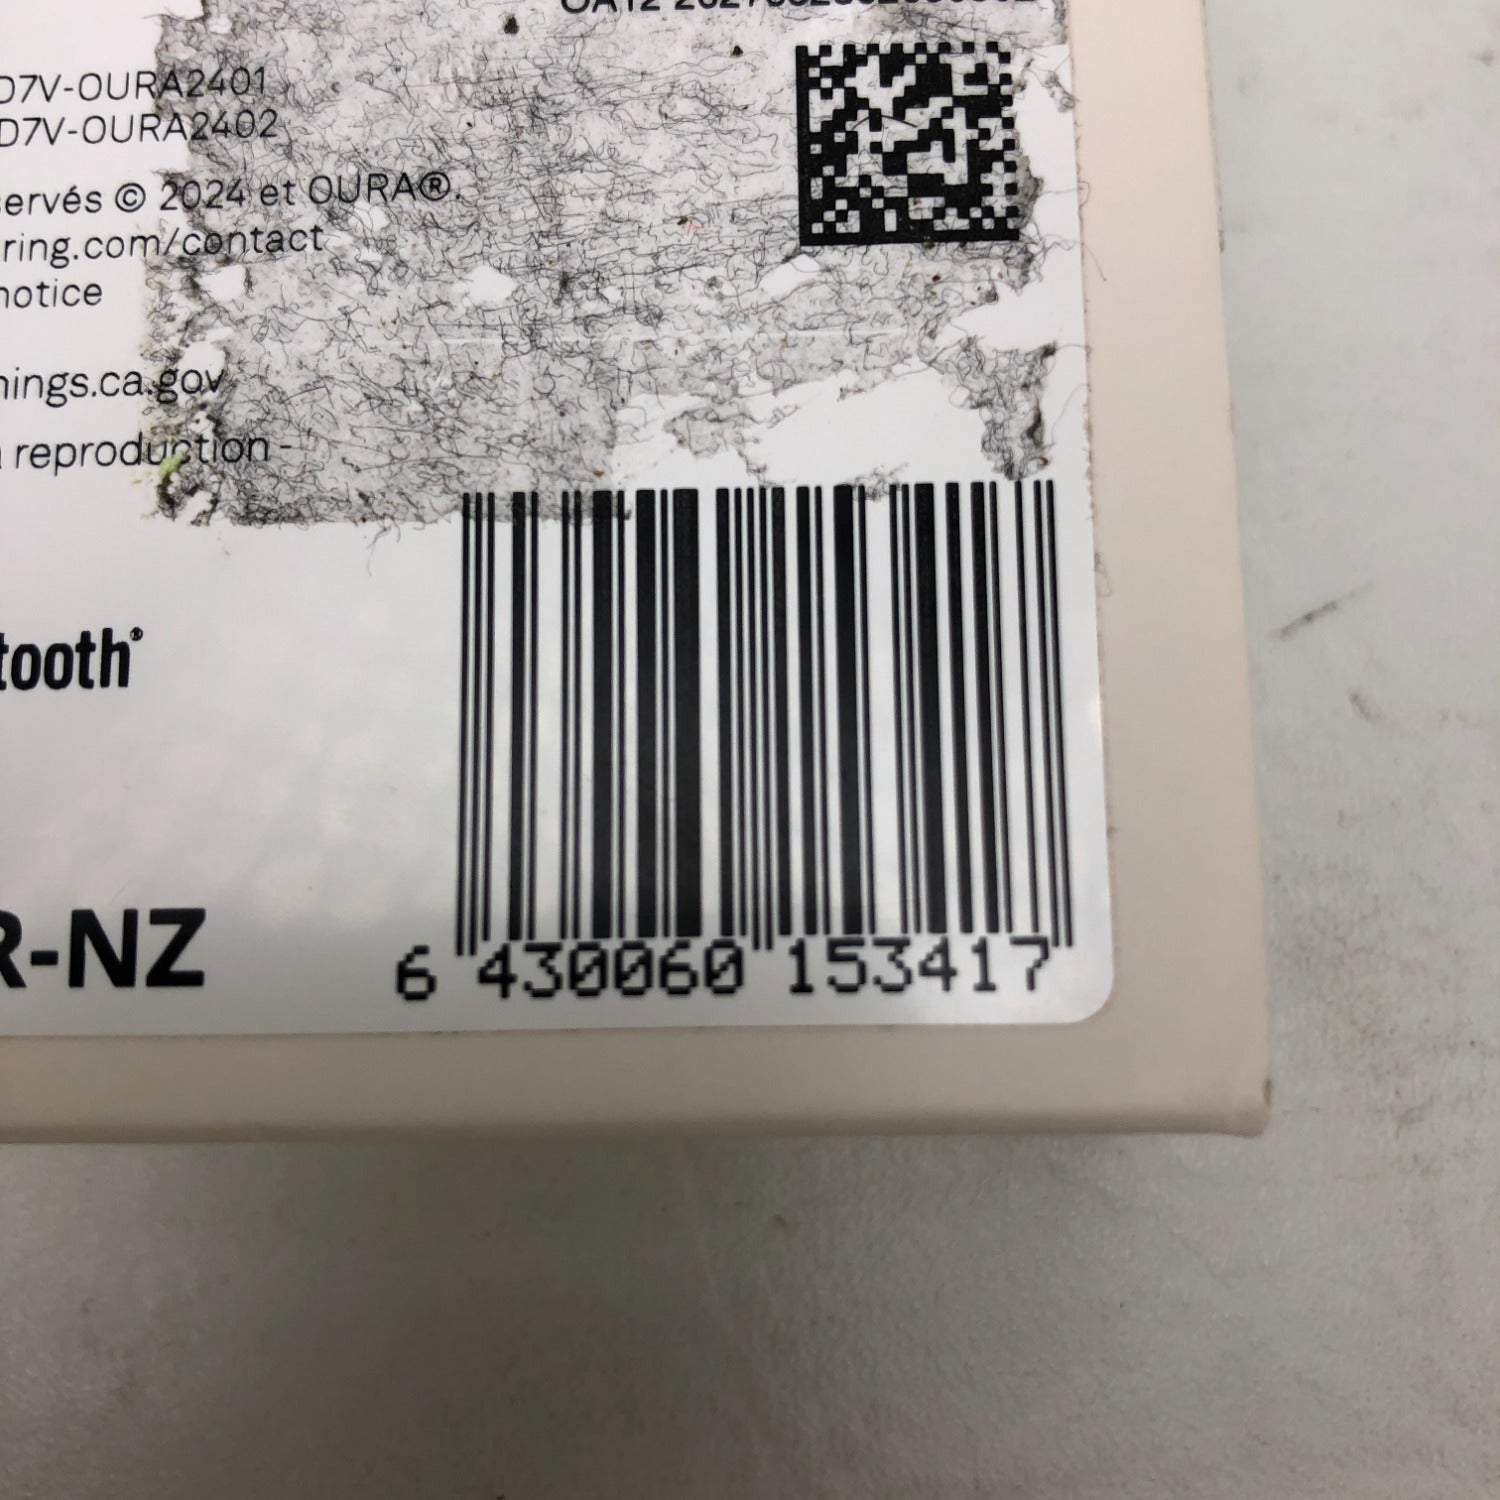 D7V-OURA2401
D7V-OURA2402
servés © 2024 et OURA®.
ring.com/contact
notice
nings.ca.gov
reproduction -
tooth®
R-NZ
6 430060 153417